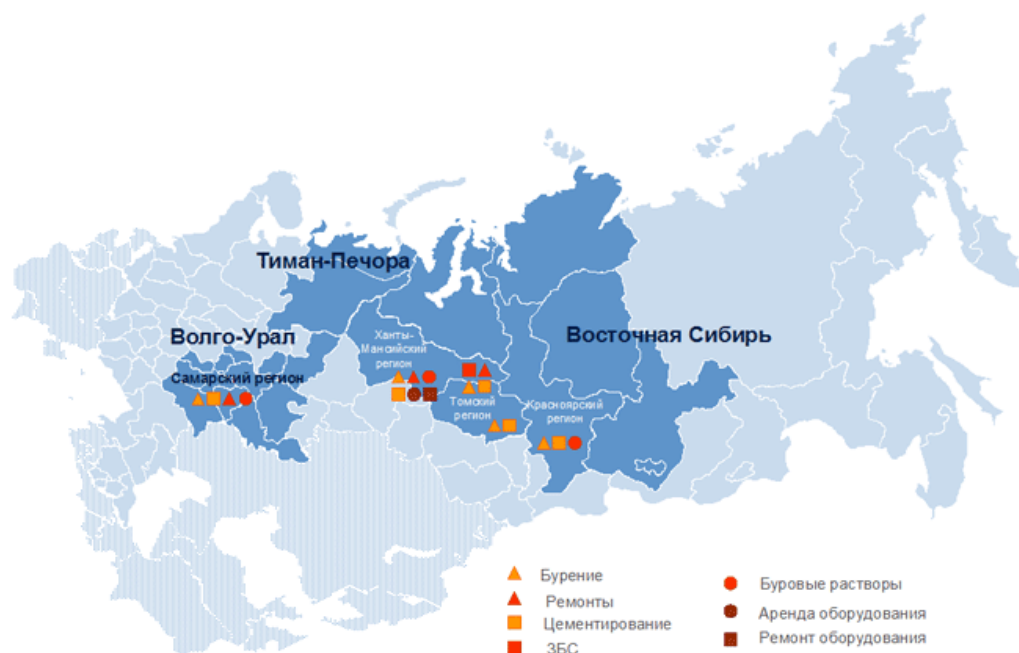 Тиман-Печора
Волго-Урал
Ханты-
Мансийский
регион
Восточная Сибирь
Самарский регион
Томский
регион
Красноярский
регион
Бурение
Ремонты
Цементирование
ЗБС
Буровые растворы
Аренда оборудования
Ремонт оборудования